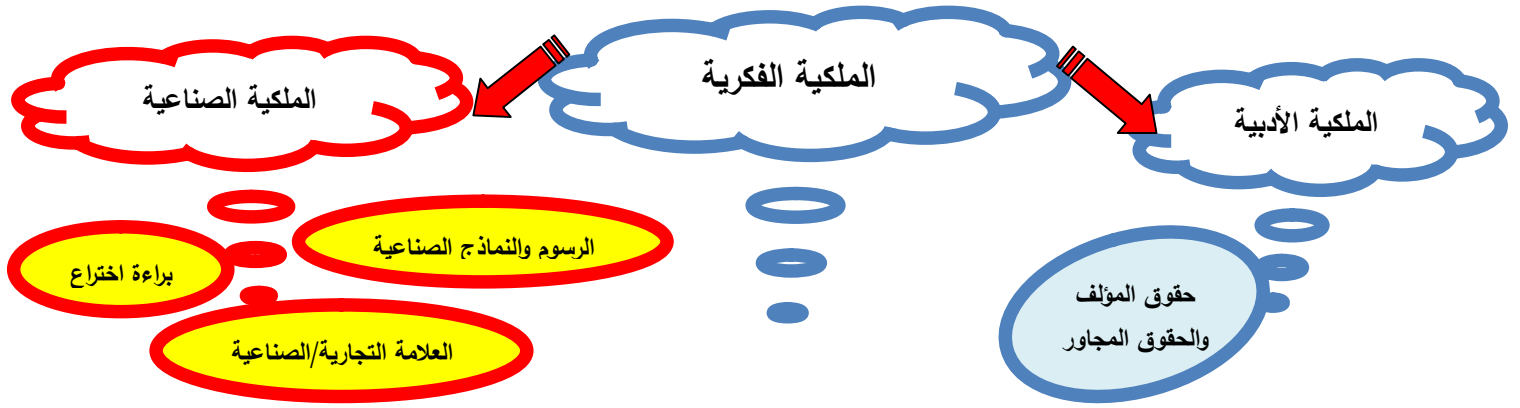 الملكية الفكرية
الملكية الأدبية
الملكية الصناعية
حقوق المؤلف
والحقوق المجاور
الرسوم والنماذج الصناعية
براءة اختراع
العلامة التجارية/الصناعية